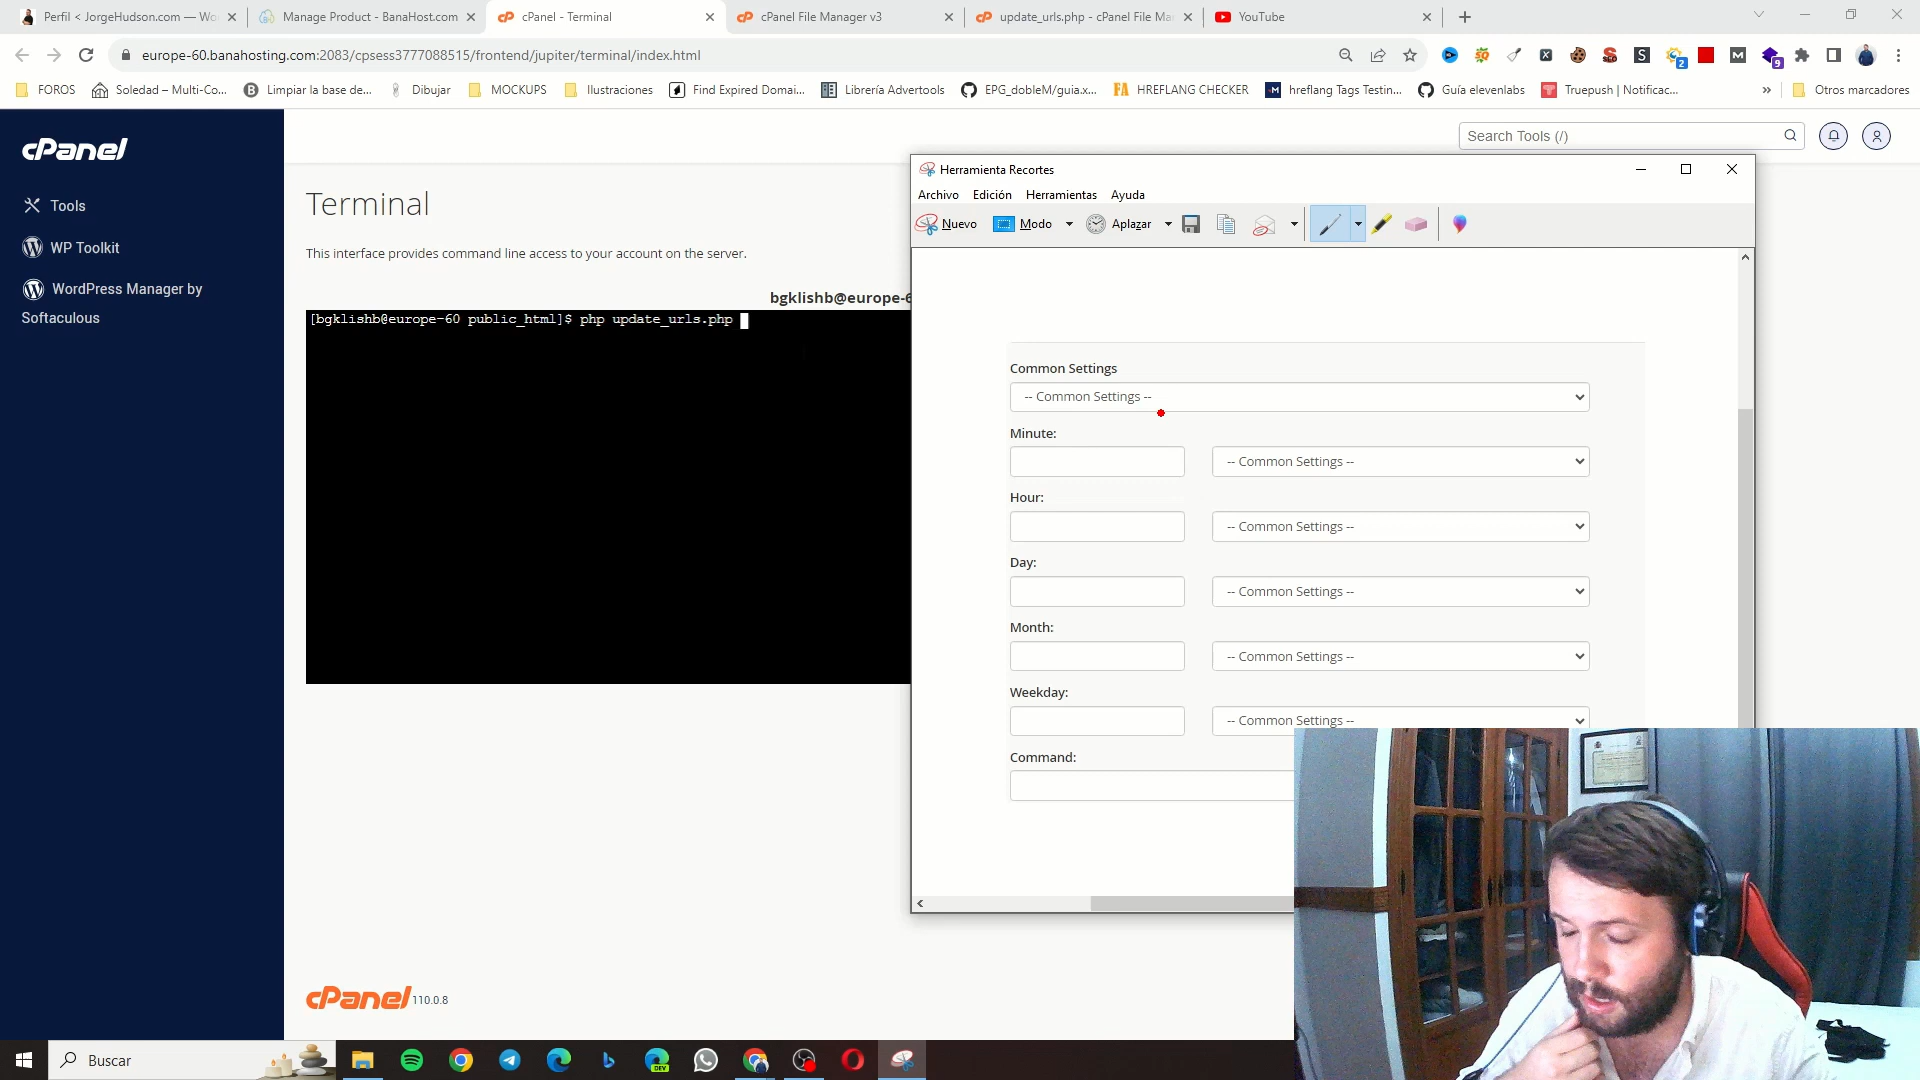 Perfil < JorgeHudson.com — Wo
Manage Product - BanaHost.com
cPanel - Terminal
cPanel File Manager v3
update_urls.php - cPanel File Ma
YouTube
europe-60.banahosting.com:2083/cpsess3777088515/frontend/jupiter/terminal/index.html
FOROS
Soledad – Multi-Co...
Limpiar la base de...
Dibujar
MOCKUPS
Ilustraciones
Find Expired Domai...
Librería Advertools
EPG_dobleM/guia.x...
HREFLANG CHECKER
hreflang Tags Testin...
Guía elevenlabs
Truepush | Notificac...
»
Otros marcadores
cPanel
Search Tools (/)
Tools
WP Toolkit
WordPress Manager by
Softaculous
Terminal
This interface provides command line access to your account on the server.
bgklishb@europe-6
[bgklishb@europe-60 public_html]$ php update_urls.php
Herramienta Recortes
Archivo Edición Herramientas Ayuda
Nuevo Modo Aplazar
Common Settings
-- Common Settings --
Minute:
-- Common Settings --
Hour:
-- Common Settings --
Day:
-- Common Settings --
Month:
-- Common Settings --
Weekday:
-- Common Settings --
Command:
cPanel 110.0.8
Buscar